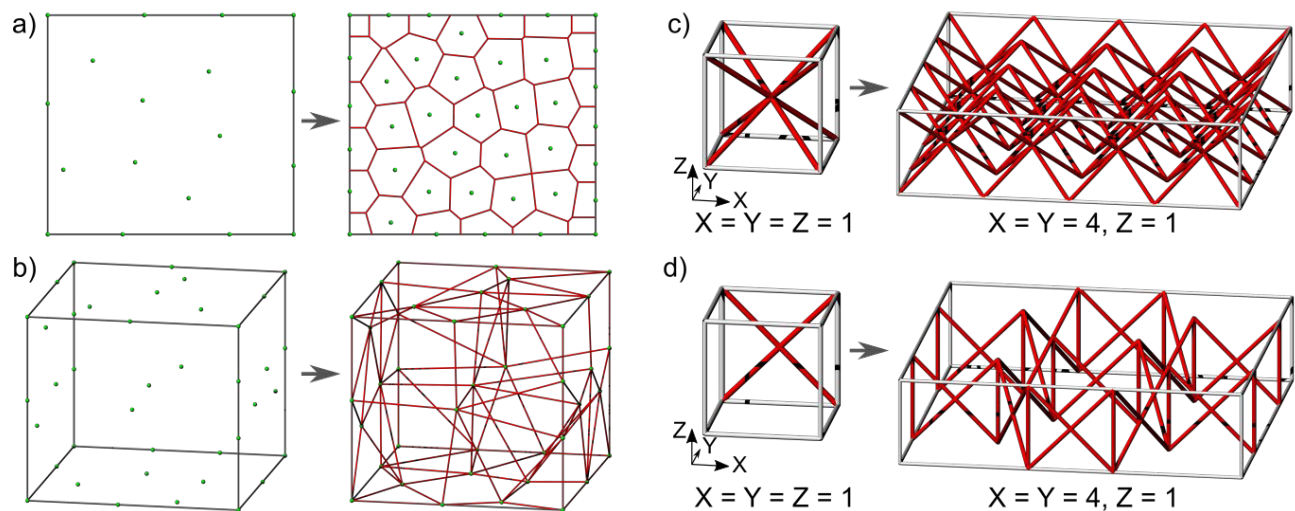 a)
b)
c)
Z
Y
X
X = Y = Z = 1
X = Y = 4, Z = 1
d)
Z
Y
X
X = Y = Z = 1
X = Y = 4, Z = 1